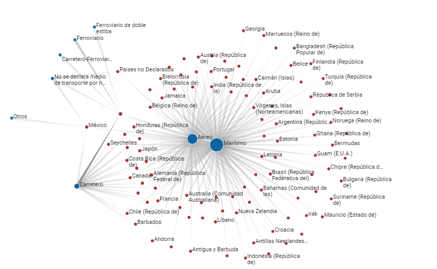 Ferroviario de doble
estiba
Ferroviario
Carretero-Ferroviar...
No se declaró medio
de transporte por n...
Otros
México
Carretero
Aéreo
Marítimo
Georgia
Marruecos (Reino de)
Bangladesh (República
Popular de)
Austria (República
de)
Países no Declarados
Portugal
Belice
Finlandia (República
de)
Bielorrusia
(República de)
Caimán (Islas)
Turquía (República
de)
India (República de
la)
Aruba
República de Serbia
Jamaica
Bélgica (Reino de)
Vírgenes, Islas
(Norteamericanas)
Kenya (República de)
Argentina (Repúblic...
Noruega (Reino de)
Honduras (República
de)
Ghana (República de)
Seychelles
Estonia
Bermudas
Japón
Letonia
Guam (E.U.A.)
Costa Rica (República
de)
Chipre (República d...
Canadá
Alemania (República
Federal de)
Brasil (República
Federativa del)
Bulgaria (República
de)
Bahamas (Comunidad de
las)
Australia (Comunidad
Australiana)
Suriname (República
de)
Francia
Chile (República de)
Nueva Zelandia
Irak
Mauricio (Estado de)
Barbados
Líbano
Croacia
Andorra
Antillas Neerlandes...
Antigua y Barbuda
Indonesia (República
de)